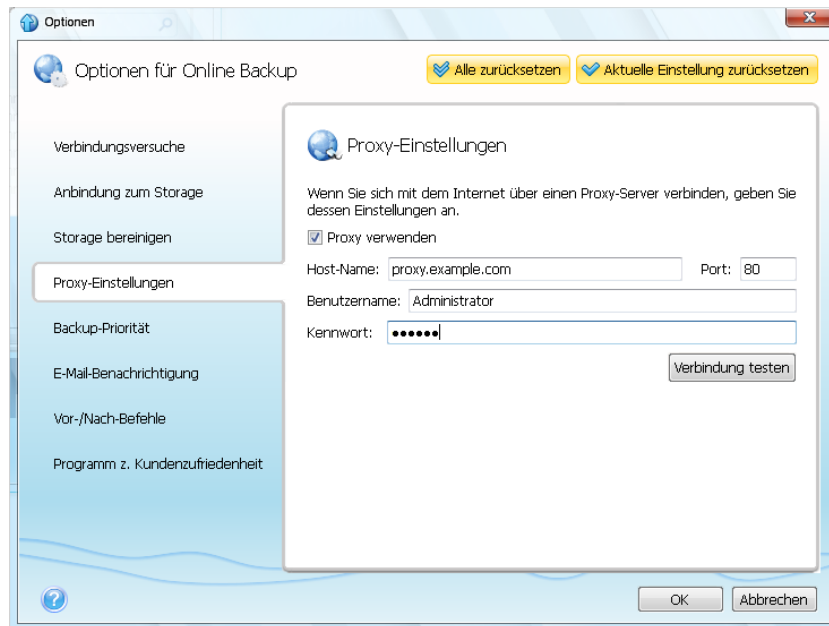 Optionen
Optionen für Online Backup
Alle zurücksetzen
Aktuelle Einstellung zurücksetzen
Verbindungsversuche
Anbindung zum Storage
Storage bereinigen
Proxy-Einstellungen
Backup-Priorität
E-Mail-Benachrichtigung
Vor-/Nach-Befehle
Programm z. Kundenzufriedenheit
Proxy-Einstellungen
Wenn Sie sich mit dem Internet über einen Proxy-Server verbinden, geben Sie
dessen Einstellungen an.
Proxy verwenden
Host-Name: proxy.example.com Port: 80
Benutzername: Administrator
Kennwort: ••••••
Verbindung testen
OK Abbrechen